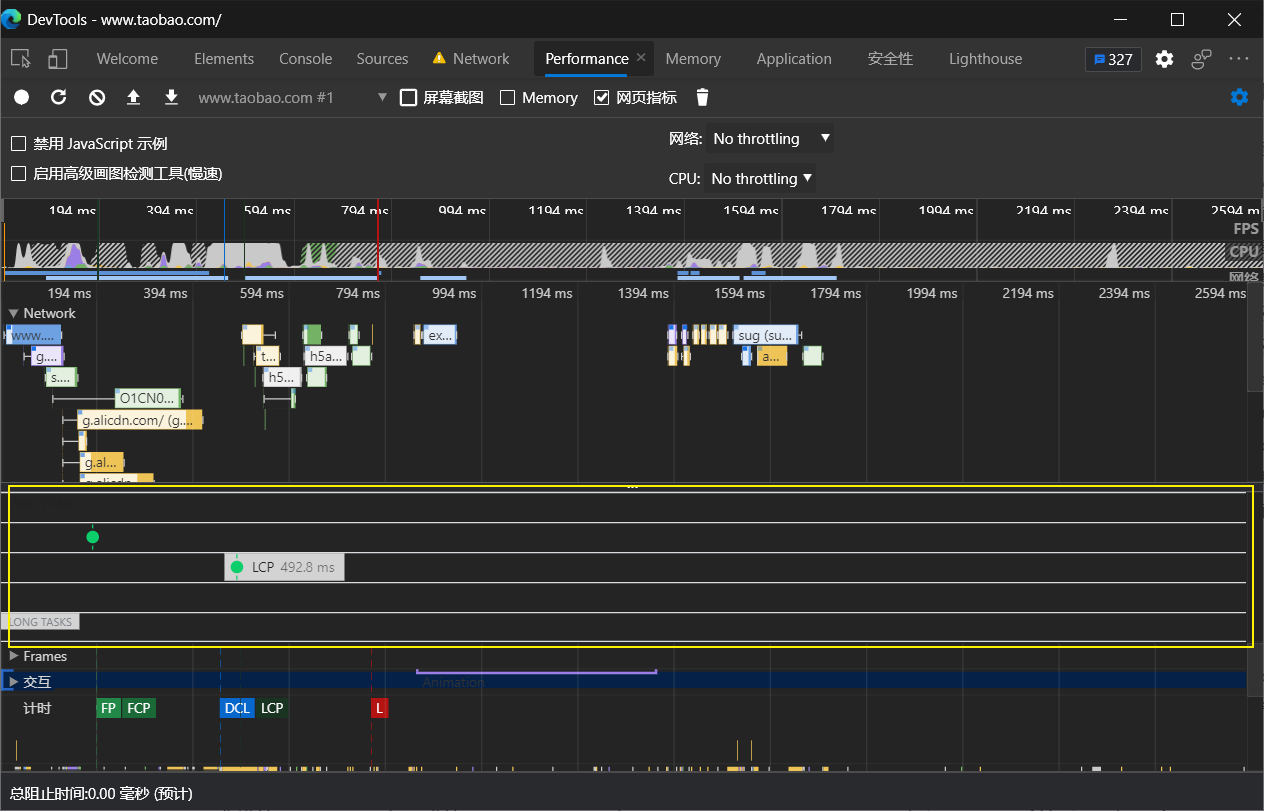 DevTools - www.taobao.com/
Welcome Elements Console Sources Network Performance Memory Application 安全性 Lighthouse 327
www.taobao.com #1 屏幕截图 Memory 网页指标
禁用 JavaScript 示例
网络: No throttling
启用高级画图检测工具(慢速)
CPU: No throttling
194 ms 394 ms 594 ms 794 ms 994 ms 1194 ms 1394 ms 1594 ms 1794 ms 1994 ms 2194 ms 2394 ms 2594 m
FPS
CPU
网络
194 ms 394 ms 594 ms 794 ms 994 ms 1194 ms 1394 ms 1594 ms 1794 ms 1994 ms 2194 ms 2394 ms 2594 ms
Network
www.... ex... sug (su...
g.... t... h5a... a...
s.... h5...
O1CN0...
g.alicdn.com/ (g....
g.al...
g.alicdn
LCP 492.8 ms
LONG TASKS
Frames
交互
Animation
计时 FP FCP DCL LCP L
总阻止时间:0.00 毫秒 (预计)